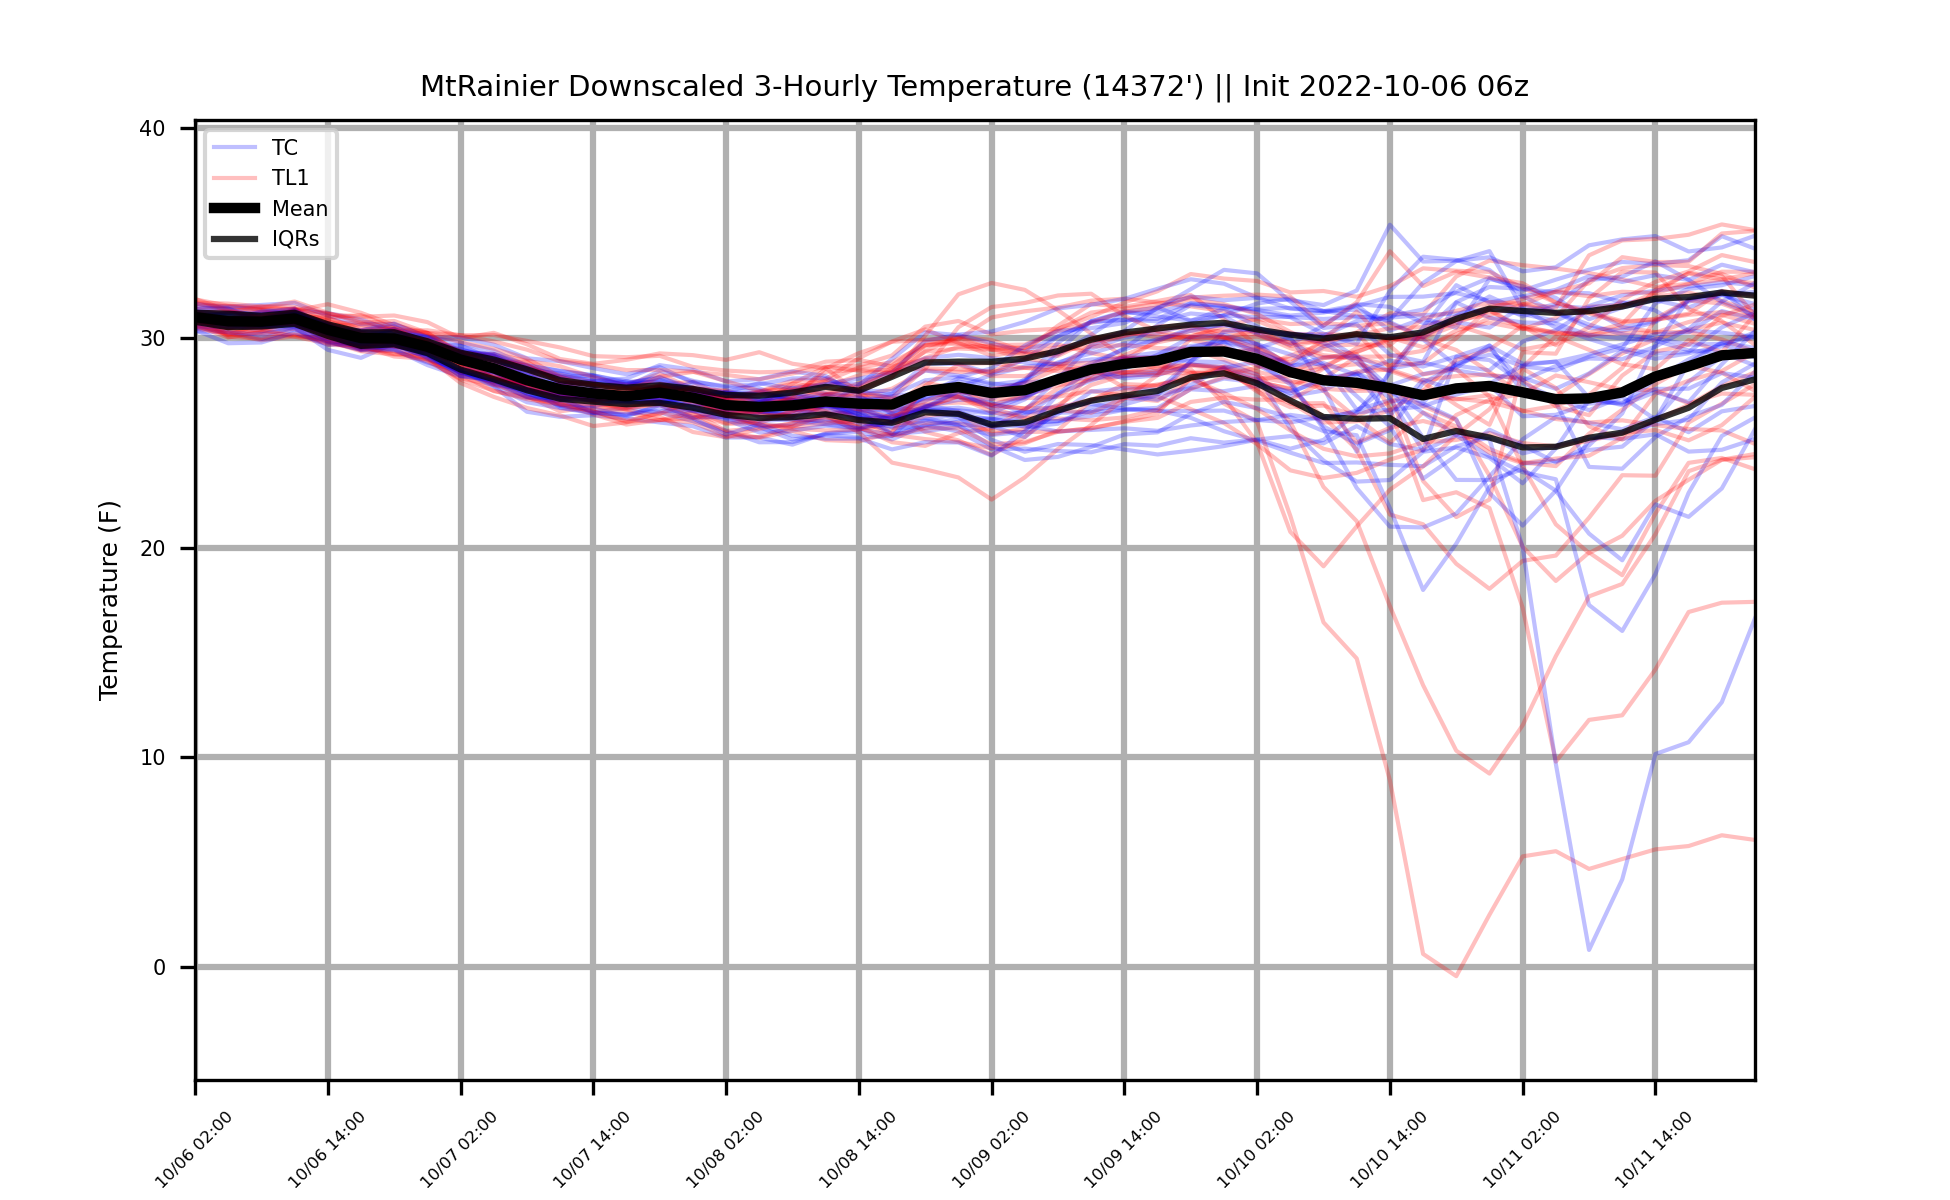 MtRainier Downscaled 3-Hourly Temperature (14372') || Init 2022-10-06 06z
TC
TL1
Mean
IQRs
Temperature (F)
40
30
20
10
0
10/06 02:00
10/06 14:00
10/07 02:00
10/07 14:00
10/08 02:00
10/08 14:00
10/09 02:00
10/09 14:00
10/10 02:00
10/10 14:00
10/11 02:00
10/11 14:00